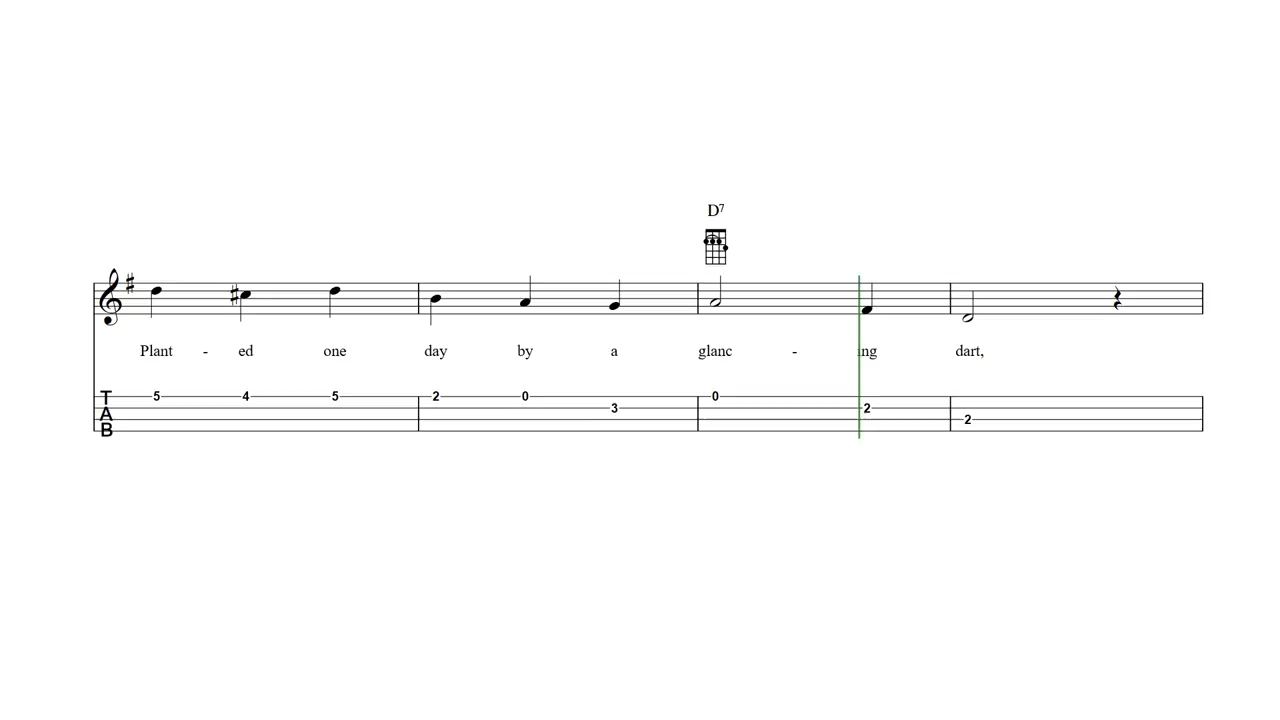 D7
Plant - ed one day by a glanc - ing dart,
T 5 4 5 2 0 0
A 3 2
2
B